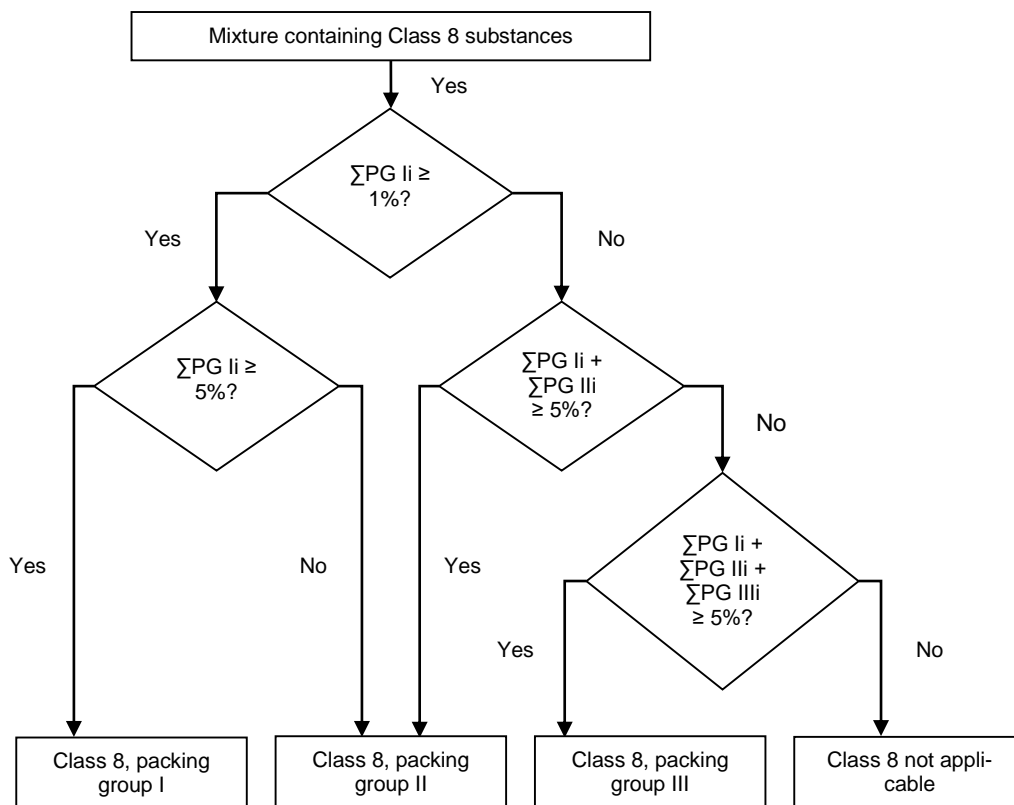 Mixture containing Class 8 substances
Yes
∑PG Ii ≥
1%?
Yes
No
∑PG Ii ≥
5%?
∑PG Ii +
∑PG IIi
≥ 5%?
No
Yes
No
Yes
∑PG Ii +
∑PG IIi +
∑PG IIIi
≥ 5%?
Yes
No
Class 8, packing
group I
Class 8, packing
group II
Class 8, packing
group III
Class 8 not appli-
cable